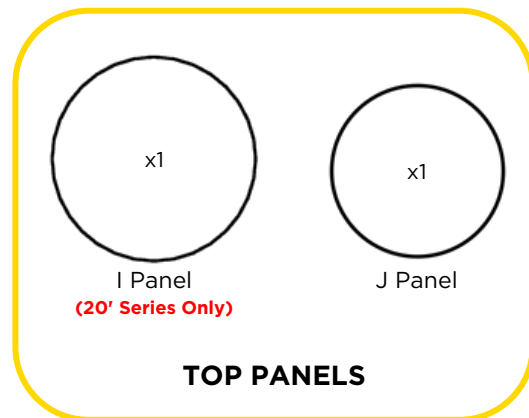 x1
x1
I Panel
(20' Series Only)
J Panel
TOP PANELS